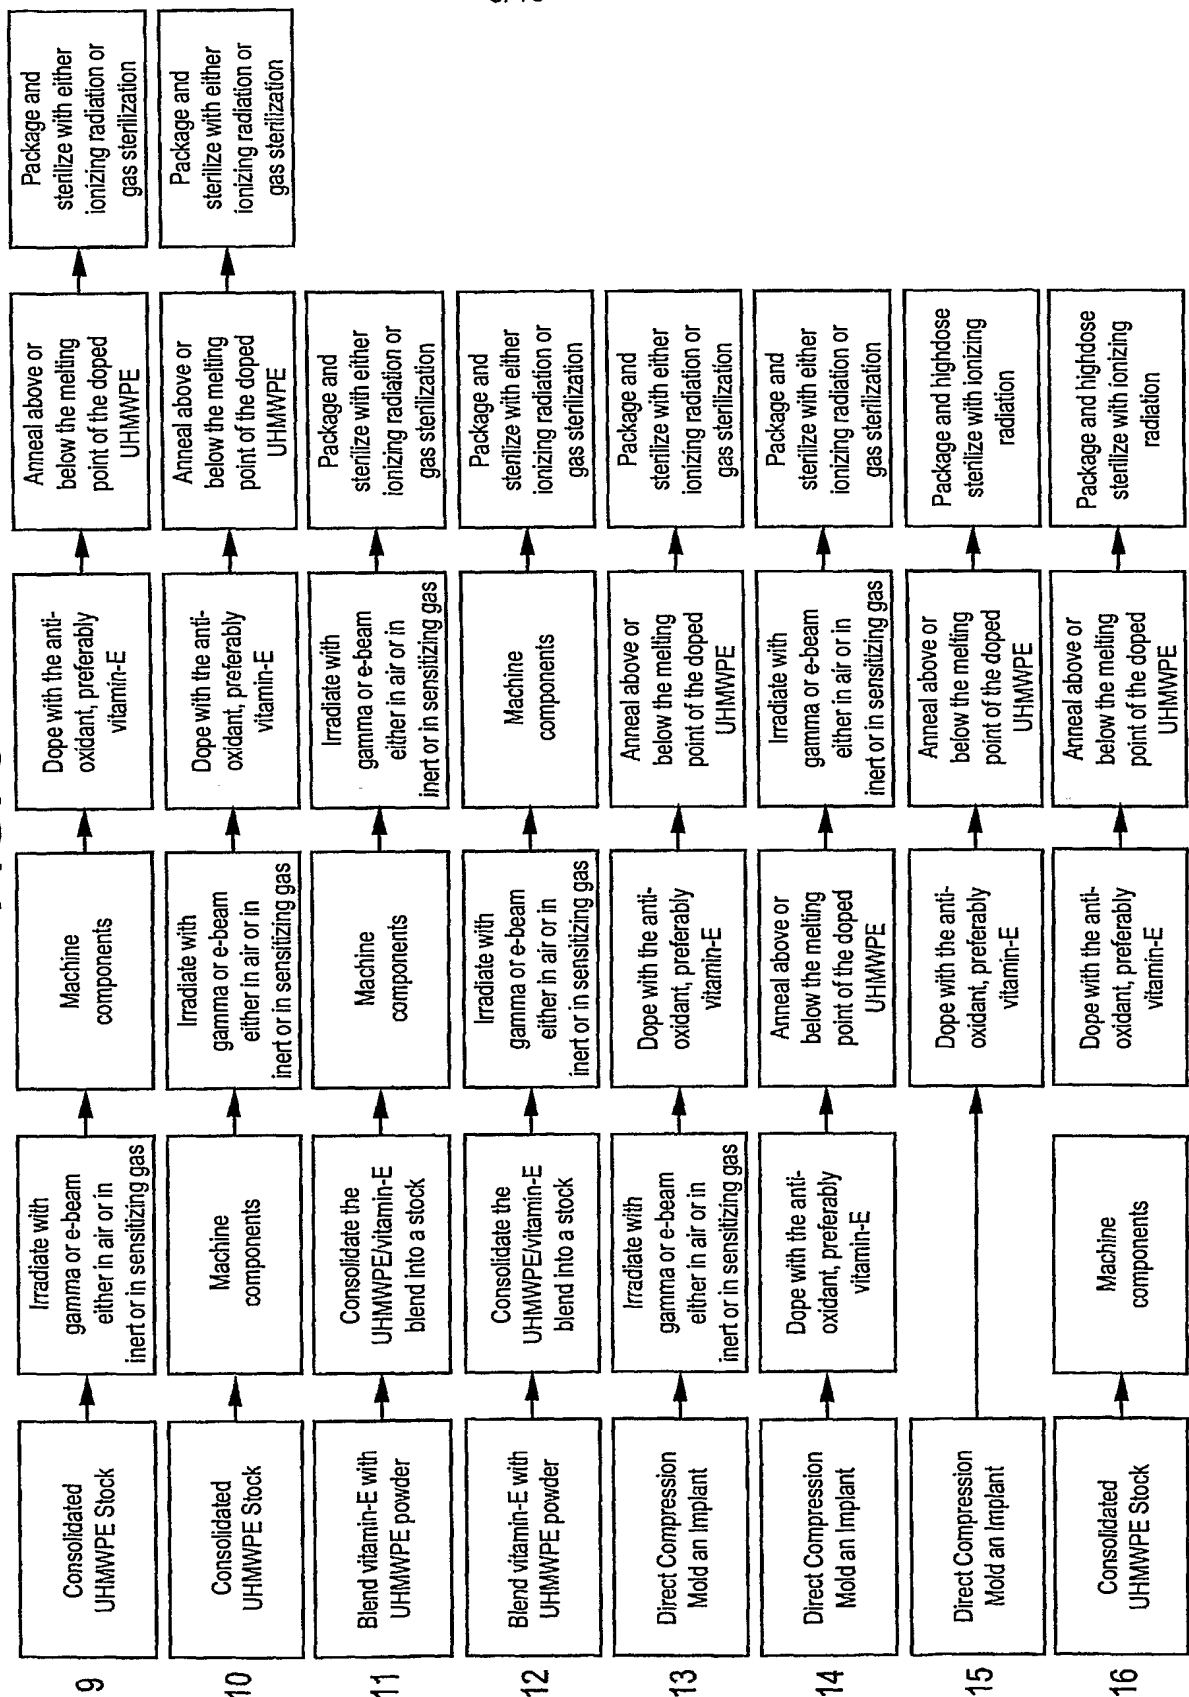 9
Consolidated
UHMWPE Stock
Irradiate with
gamma or e-beam
either in air or in
inert or in sensitizing gas
Machine
components
Dope with the anti-
oxidant, preferably
vitamin-E
Anneal above or
below the melting
point of the doped
UHMWPE
Package and
sterilize with either
ionizing radiation or
gas sterilization
10
Consolidated
UHMWPE Stock
Machine
components
Irradiate with
gamma or e-beam
either in air or in
inert or in sensitizing gas
Dope with the anti-
oxidant, preferably
vitamin-E
Anneal above or
below the melting
point of the doped
UHMWPE
Package and
sterilize with either
ionizing radiation or
gas sterilization
11
Blend vitamin-E with
UHMWPE powder
Consolidate the
UHMWPE/vitamin-E
blend into a stock
Machine
components
Irradiate with
gamma or e-beam
either in air or in
inert or in sensitizing gas
Package and
sterilize with either
ionizing radiation or
gas sterilization
12
Blend vitamin-E with
UHMWPE powder
Consolidate the
UHMWPE/vitamin-E
blend into a stock
Irradiate with
gamma or e-beam
either in air or in
inert or in sensitizing gas
Machine
components
Package and
sterilize with either
ionizing radiation or
gas sterilization
13
Direct Compression
Mold an Implant
Irradiate with
gamma or e-beam
either in air or in
inert or in sensitizing gas
Dope with the anti-
oxidant, preferably
vitamin-E
Anneal above or
below the melting
point of the doped
UHMWPE
Package and
sterilize with either
ionizing radiation or
gas sterilization
14
Direct Compression
Mold an Implant
Dope with the anti-
oxidant, preferably
vitamin-E
Anneal above or
below the melting
point of the doped
UHMWPE
Irradiate with
gamma or e-beam
either in air or in
inert or in sensitizing gas
Package and
sterilize with either
ionizing radiation or
gas sterilization
15
Direct Compression
Mold an Implant
Dope with the anti-
oxidant, preferably
vitamin-E
Anneal above or
below the melting
point of the doped
UHMWPE
Package and highdose
sterilize with ionizing
radiation
16
Consolidated
UHMWPE Stock
Machine
components
Dope with the anti-
oxidant, preferably
vitamin-E
Anneal above or
below the melting
point of the doped
UHMWPE
Package and highdose
sterilize with ionizing
radiation